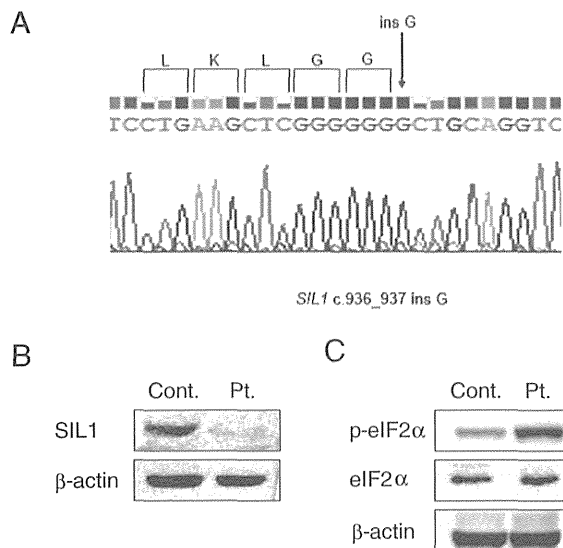 A
ins G
L K L G G
TCCTGAAGCTCGGGGGGGCTGCAGGTC
SIL1 c.936_937 ins G
B
Cont. Pt.
SIL1
β-actin
C
Cont. Pt.
p-eIF2α
eIF2α
β-actin